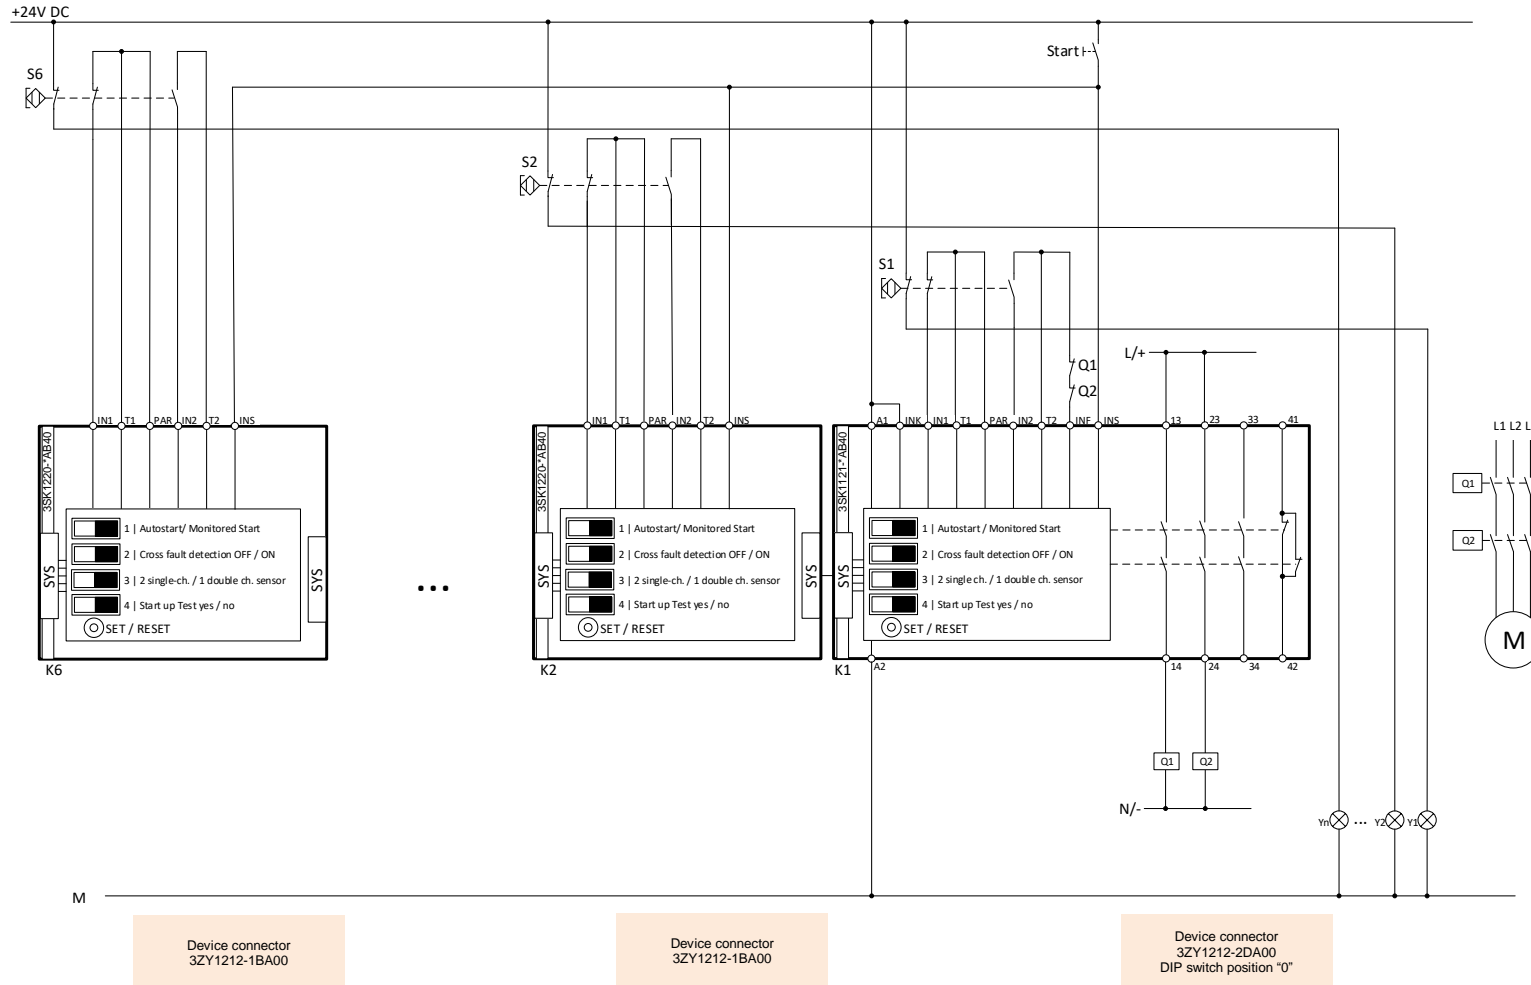 +24V DC
Start
S6
S2
S1
Q1
Q2
L/+
IN1 T1 PAR IN2 T2 INS
IN1 T1 PAR IN2 T2 INS
A1 INK IN1 T1 PAR IN2 T2 INF INS 13 23 33 41
3SK1220-*AB40
SYS
1 | Autostart/ Monitored Start
2 | Cross fault detection OFF / ON
3 | 2 single-ch. / 1 double ch. sensor
4 | Start up Test yes / no
SET / RESET
SYS
K6
...
3SK1220-*AB40
SYS
1 | Autostart/ Monitored Start
2 | Cross fault detection OFF / ON
3 | 2 single-ch. / 1 double ch. sensor
4 | Start up Test yes / no
SET / RESET
SYS
K2
3SK1121-*AB40
SYS
1 | Autostart/ Monitored Start
2 | Cross fault detection OFF / ON
3 | 2 single-ch. / 1 double ch. sensor
4 | Start up Test yes / no
SET / RESET
K1
A2 14 24 34 42
L1 L2 L
Q1
Q2
M
Q1 Q2
N/-
Yn ... Y2 Y1
M
Device connector
3ZY1212-1BA00
Device connector
3ZY1212-1BA00
Device connector
3ZY1212-2DA00
DIP switch position “0”